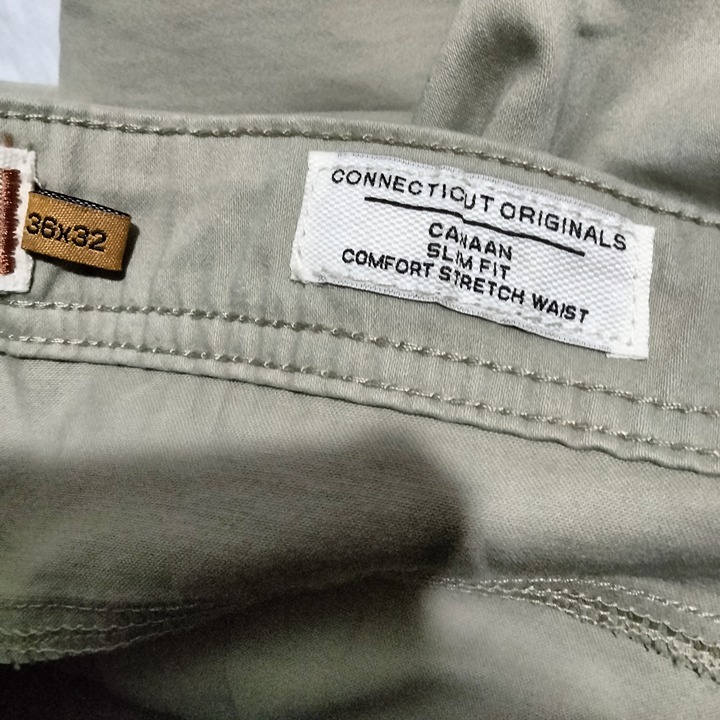 36x32
CONNECTICUT ORIGINALS
CANAAN
SLIM FIT
COMFORT STRETCH WAIST